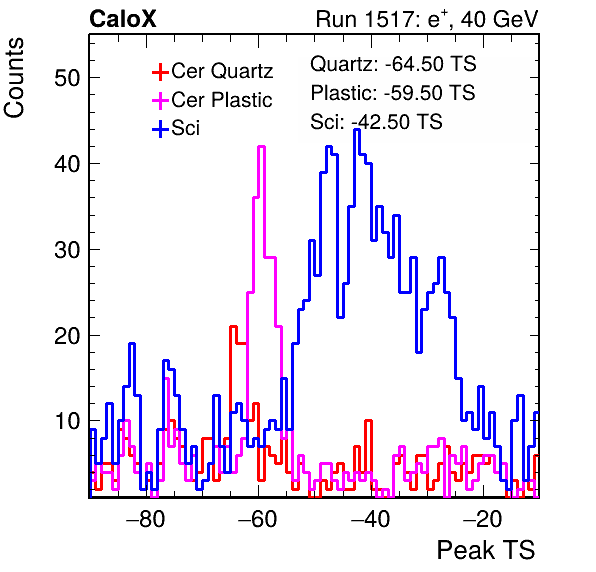 CaloX Run 1517: e⁺, 40 GeV
Counts
Cer Quartz
Cer Plastic
Sci
Quartz: -64.50 TS
Plastic: -59.50 TS
Sci: -42.50 TS
50
40
30
20
10
−80 −60 −40 −20
Peak TS